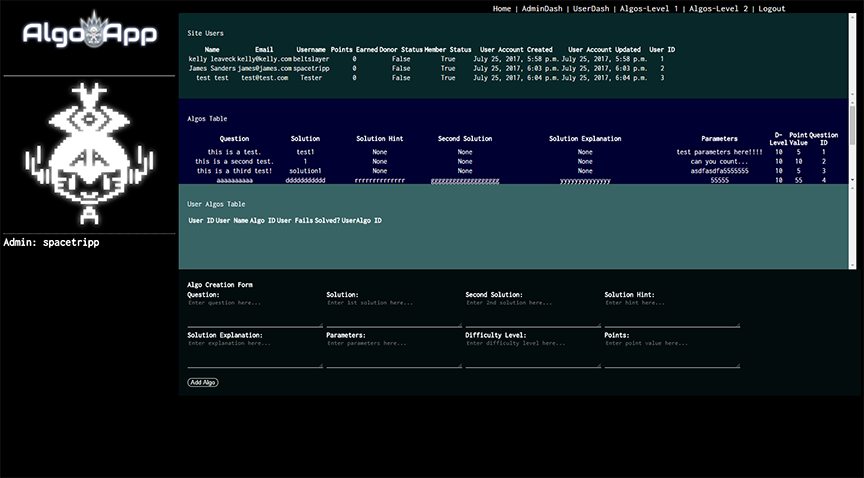 Home | AdminDash | UserDash | Algos-Level 1 | Algos-Level 2 | Logout
Algo App
Admin: spacetripp
Site Users
Name Email Username Points Earned Donor Status Member Status User Account Created User Account Updated User ID
kelly leaveck kelly@kelly.com beltslayer 0 False True July 25, 2017, 5:58 p.m. July 25, 2017, 5:58 p.m. 1
James Sanders james@james.com spacetripp 0 False True July 25, 2017, 6:03 p.m. July 25, 2017, 6:03 p.m. 2
test test test@test.com Tester 0 False True July 25, 2017, 6:04 p.m. July 25, 2017, 6:04 p.m. 3
Algos Table
Question Solution Solution Hint Second Solution Solution Explanation Parameters D-Level Point Value Question ID
this is a test. test1 None None None test parameters here!!!! 10 5 1
this is a second test. 1 None None None can you count... 10 10 2
this is a third test! solution1 None None None asdfasdfa5555555 10 5 3
55555 10 55 4
User Algos Table
User ID User Name Algo ID User Fails Solved? UserAlgo ID
Algo Creation Form
Question: Solution: Second Solution: Solution Hint:
Enter question here... Enter 1st solution here... Enter 2nd solution here... Enter hint here...
Solution Explanation: Parameters: Difficulty Level: Points:
Enter explanation here... Enter parameters here... Enter difficulty level here... Enter point value here...
Add Algo